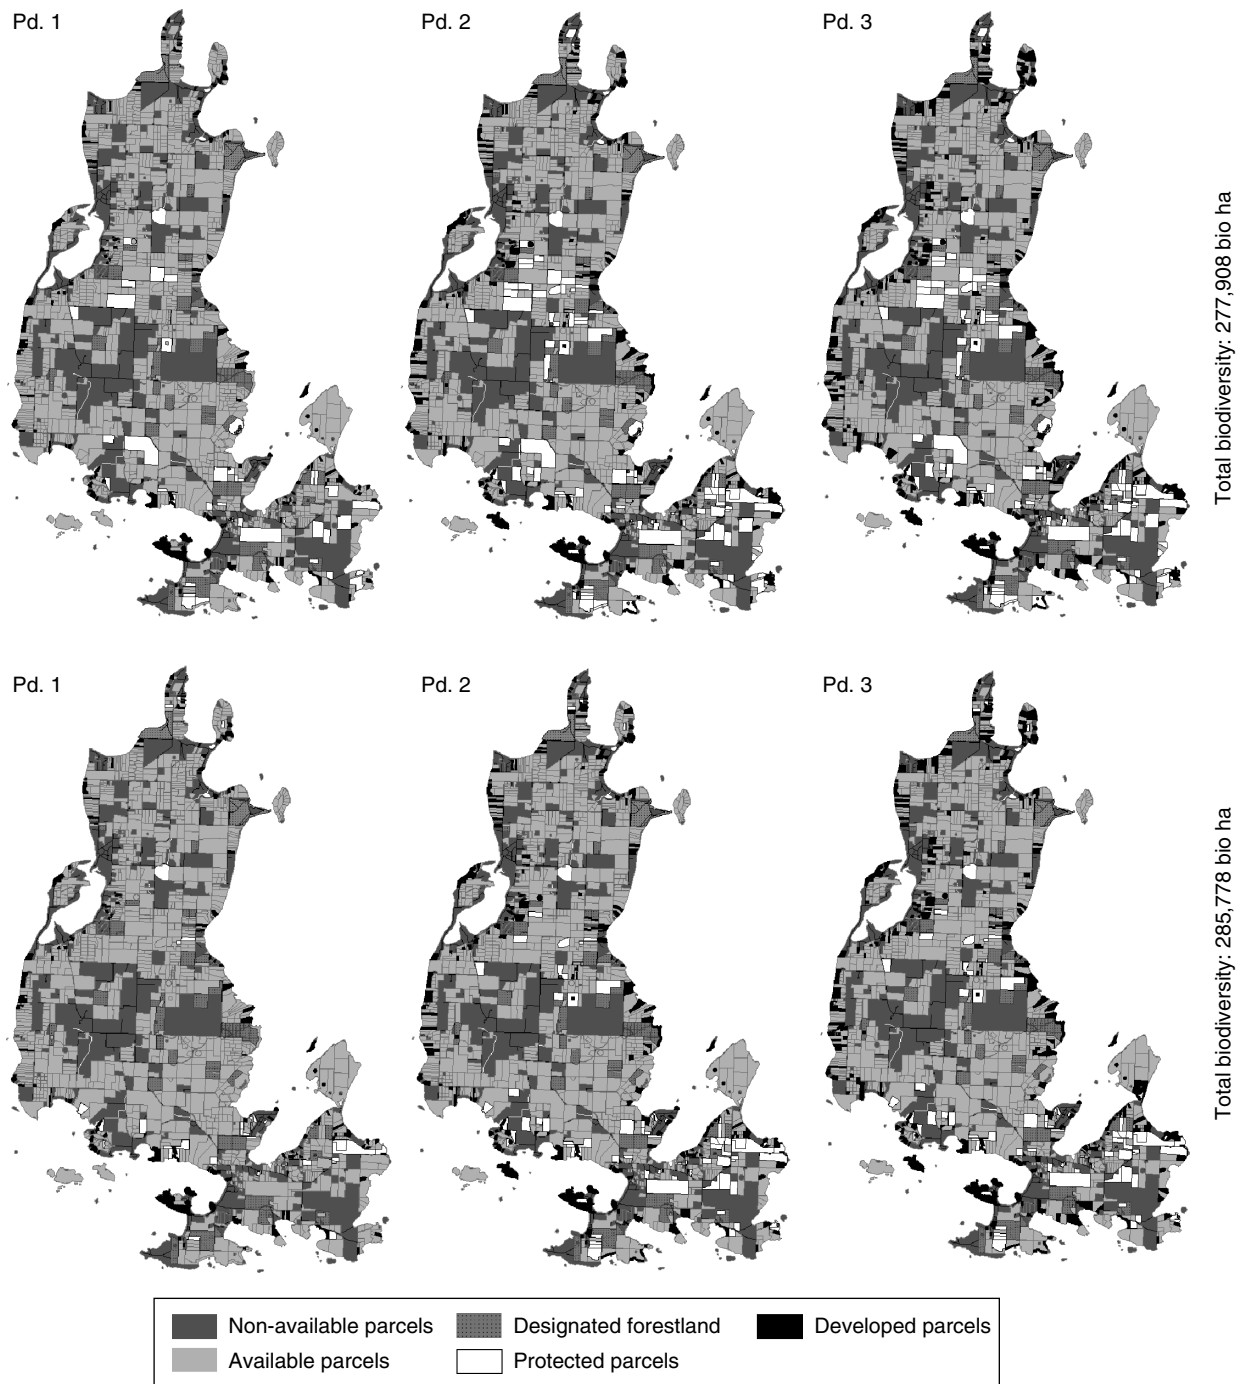 Pd. 1
Pd. 2
Pd. 3
Total biodiversity: 277,908 bio ha
Pd. 1
Pd. 2
Pd. 3
Total biodiversity: 285,778 bio ha
Non-available parcels
Designated forestland
Developed parcels
Available parcels
Protected parcels